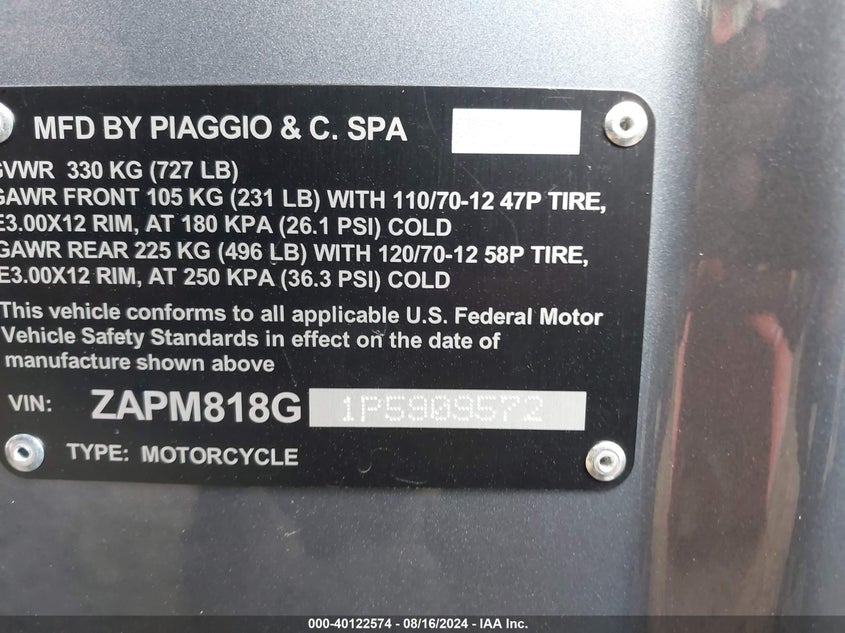 MFD BY PIAGGIO & C. SPA
GVWR 330 KG (727 LB)
GAWR FRONT 105 KG (231 LB) WITH 110/70-12 47P TIRE,
E3.00X12 RIM, AT 180 KPA (26.1 PSI) COLD
GAWR REAR 225 KG (496 LB) WITH 120/70-12 58P TIRE,
E3.00X12 RIM, AT 250 KPA (36.3 PSI) COLD
This vehicle conforms to all applicable U.S. Federal Motor
Vehicle Safety Standards in effect on the date of
manufacture shown above
VIN: ZAPM818G 1P5909572
TYPE: MOTORCYCLE
000-40122574 - 08/16/2024 - IAA Inc.